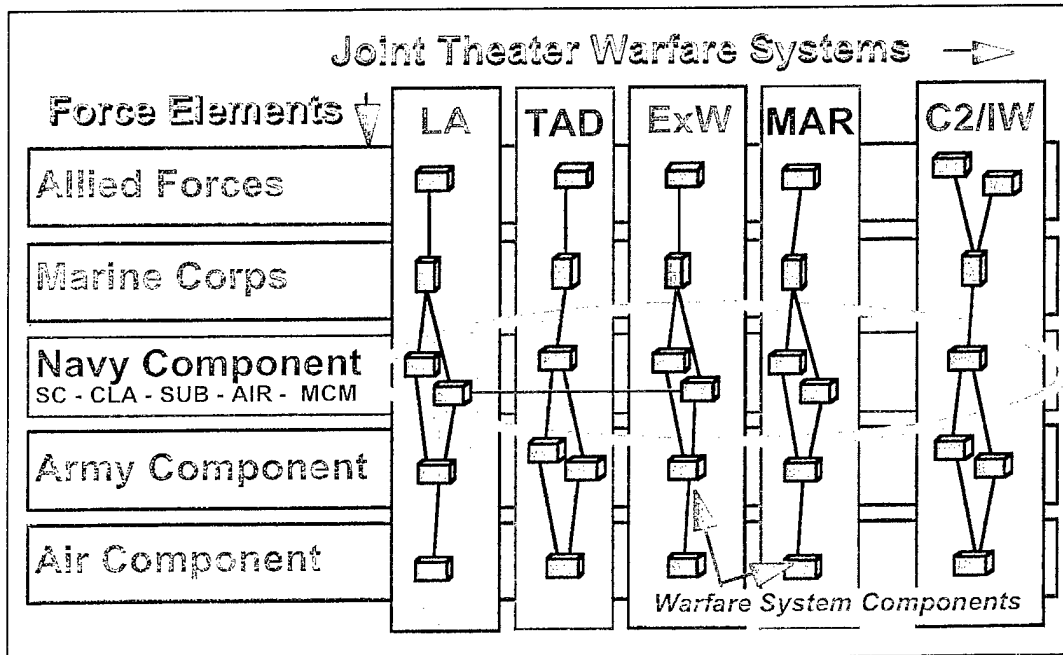 Joint Theater Warfare Systems
Force Elements
LA TAD ExW MAR C2/IW
Allied Forces
Marine Corps
Navy Component
SC - CLA - SUB - AIR - MCM
Army Component
Air Component
Warfare System Components